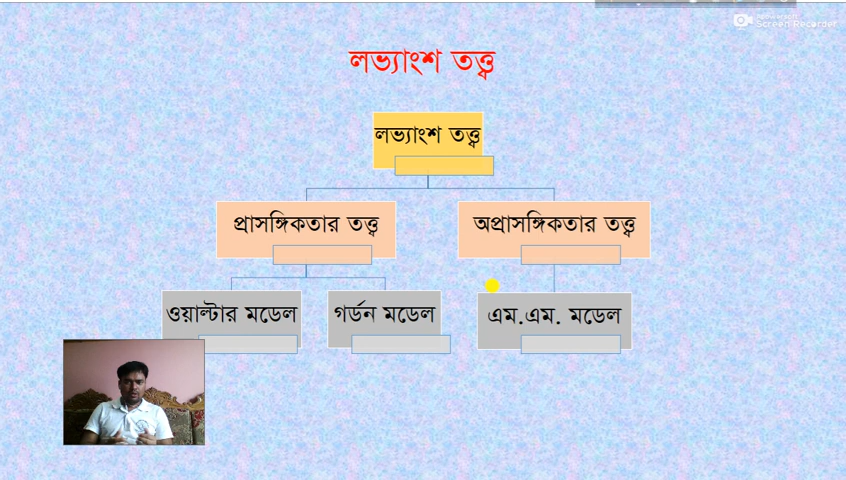 লভ্যাংশ তত্ত্ব
লভ্যাংশ তত্ত্ব
প্রাসঙ্গিকতার তত্ত্ব
অপ্রাসঙ্গিকতার তত্ত্ব
ওয়াল্টার মডেল
গর্ডন মডেল
এম.এম. মডেল
Screen Recorder